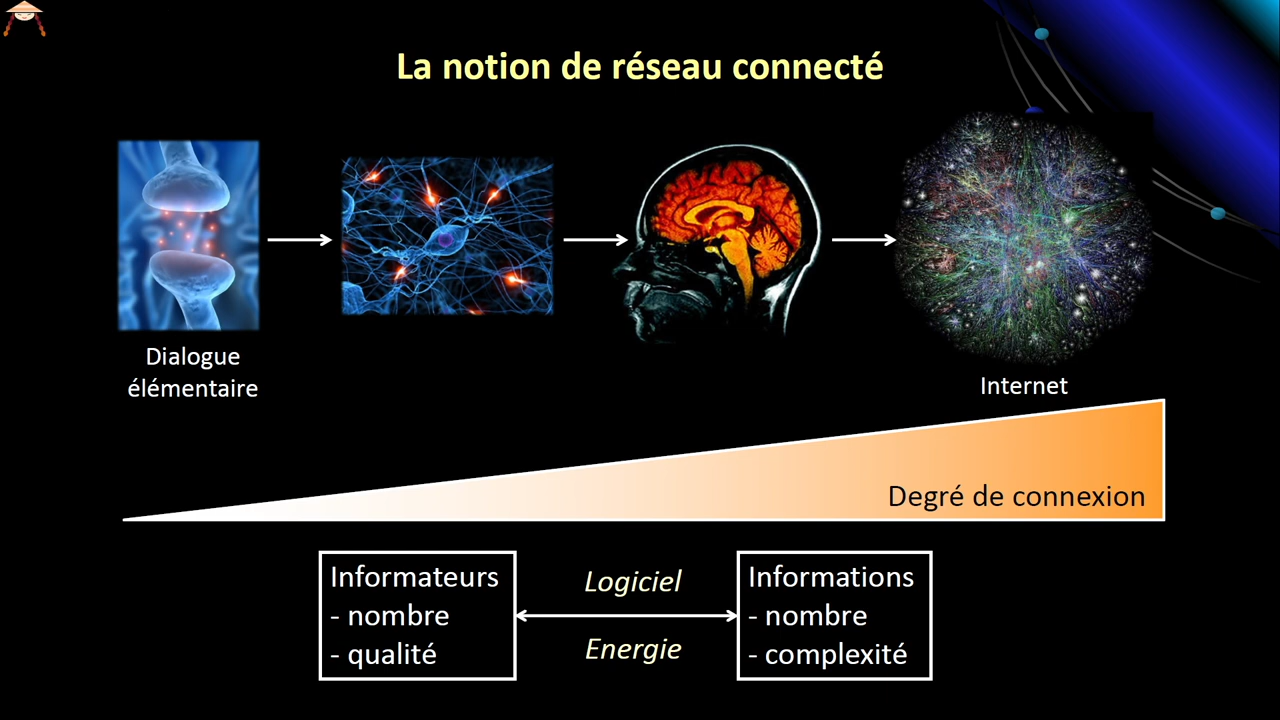 La notion de réseau connecté
Dialogue
élémentaire
Internet
Degré de connexion
Informateurs
- nombre
- qualité
Logiciel
Energie
Informations
- nombre
- complexité